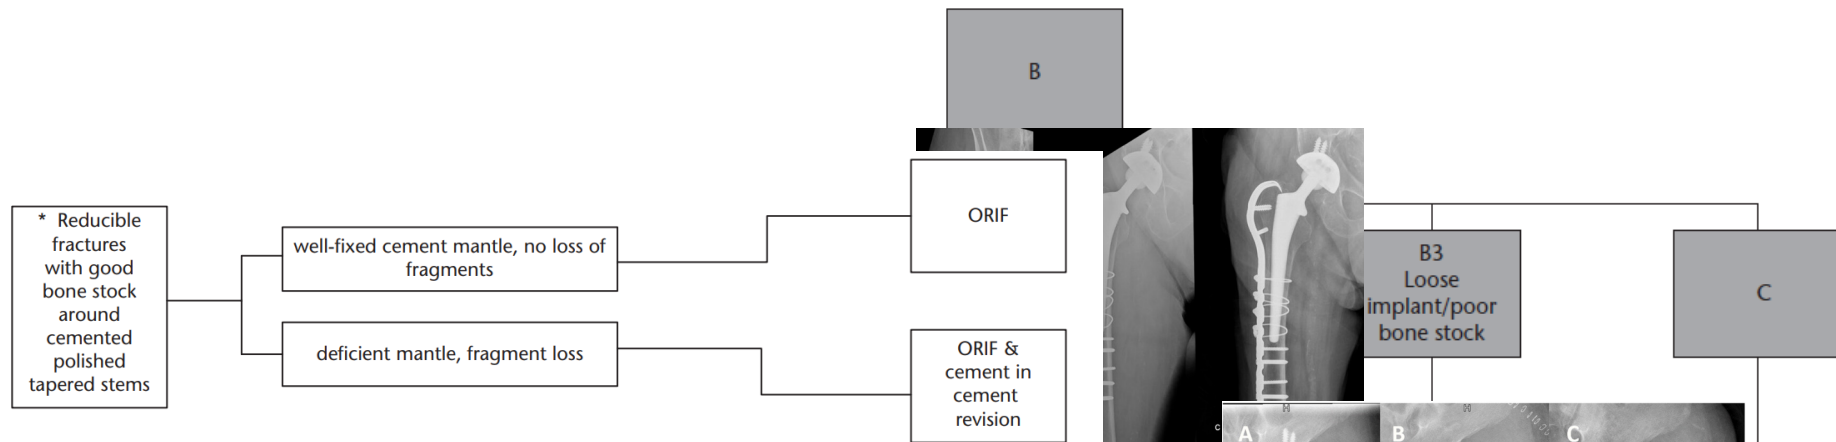 B
* Reducible
fractures
with good
bone stock
around
cemented
polished
tapered stems
well-fixed cement mantle, no loss of
fragments
deficient mantle, fragment loss
ORIF
ORIF &
cement in
cement
revision
B3
Loose
implant/poor
bone stock
C
C
A
H
B
H
C